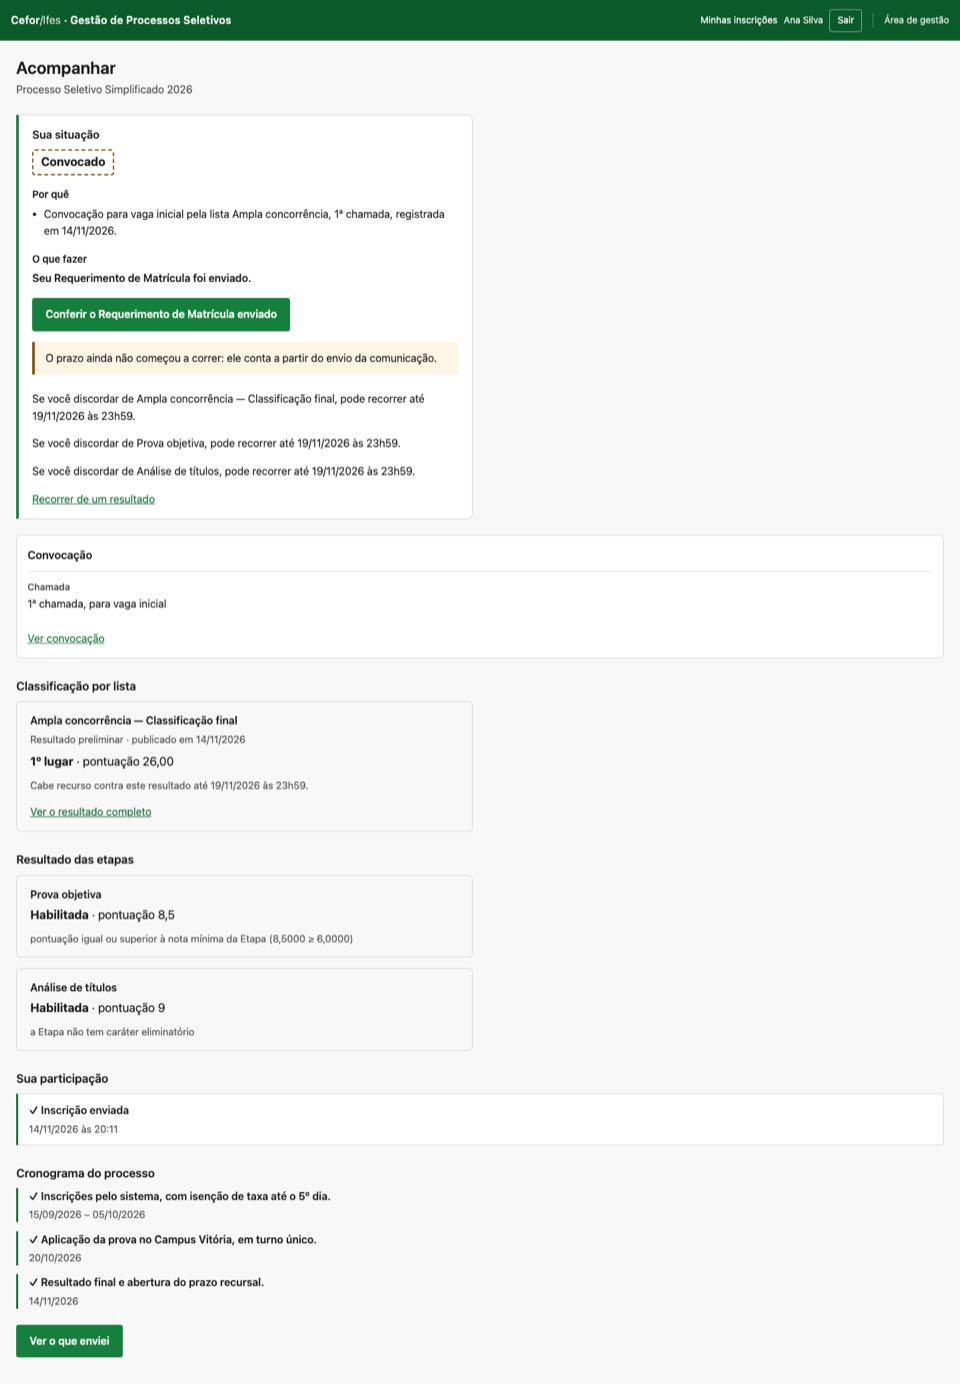 Cefor/Ifes · Gestão de Processos Seletivos
Minhas inscrições Ana Silva Sair Área de gestão
Acompanhar
Processo Seletivo Simplificado 2026
Sua situação
Convocado
Por quê
• Convocação para vaga inicial pela lista Ampla concorrência, 1ª chamada, registrada
em 14/11/2026.
O que fazer
Seu Requerimento de Matrícula foi enviado.
Conferir o Requerimento de Matrícula enviado
O prazo ainda não começou a correr: ele conta a partir do envio da comunicação.
Se você discordar de Ampla concorrência — Classificação final, pode recorrer até
19/11/2026 às 23h59.
Se você discordar de Prova objetiva, pode recorrer até 19/11/2026 às 23h59.
Se você discordar de Análise de títulos, pode recorrer até 19/11/2026 às 23h59.
Recorrer de um resultado
Convocação
Chamada
1ª chamada, para vaga inicial
Ver convocação
Classificação por lista
Ampla concorrência — Classificação final
Resultado preliminar · publicado em 14/11/2026
1º lugar · pontuação 26,00
Cabe recurso contra este resultado até 19/11/2026 às 23h59.
Ver o resultado completo
Resultado das etapas
Prova objetiva
Habilitada · pontuação 8,5
pontuação igual ou superior à nota mínima da Etapa (8,5000 ≥ 6,0000)
Análise de títulos
Habilitada · pontuação 9
a Etapa não tem caráter eliminatório
Sua participação
✓ Inscrição enviada
14/11/2026 às 20:11
Cronograma do processo
✓ Inscrições pelo sistema, com isenção de taxa até o 5º dia.
15/09/2026 – 05/10/2026
✓ Aplicação da prova no Campus Vitória, em turno único.
20/10/2026
✓ Resultado final e abertura do prazo recursal.
14/11/2026
Ver o que enviei